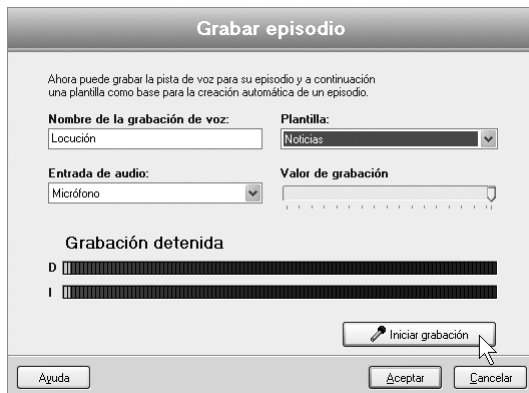 Grabar episodio
Ahora puede grabar la pista de voz para su episodio y a continuación
una plantilla como base para la creación automática de un episodio.
Nombre de la grabación de voz:
Plantilla:
Locución
Noticias
Entrada de audio:
Valor de grabación
Micrófono
Grabación detenida
D
I
Iniciar grabación
Ayuda
Aceptar
Cancelar